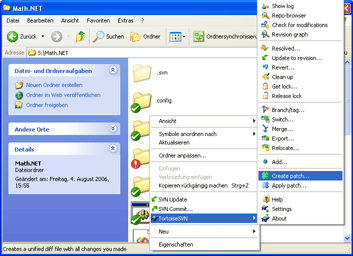 Math.NET
Datei Bearbeiten Ansicht Favoriten Extras ?
Zurück Suchen Ordner Ordnersynchronisierung
Adresse S:\Math.NET
Datei- und Ordneraufgaben
Neuen Ordner erstellen
Ordner im Web veröffentlichen
Ordner freigeben
Andere Orte
Details
Math.NET
Dateiordner
Geändert am: Freitag, 4. August 2006, 15:55
.svn
config
Ansicht
Symbole anordnen nach
Aktualisieren
Ordner anpassen...
Einfügen
Verknüpfung einfügen
Kopieren rückgängig machen Strg+Z
SVN Update
SVN Commit...
TortoiseSVN
Neu
Eigenschaften
Show log
Repo-browser
Check for modifications
Revision graph
Resolved...
Update to revision...
Revert...
Clean up
Get lock...
Release lock
Branch/tag...
Switch...
Merge...
Export...
Relocate...
Add...
Create patch...
Apply patch...
Help
Settings
About
Creates a unified diff file with all changes you made